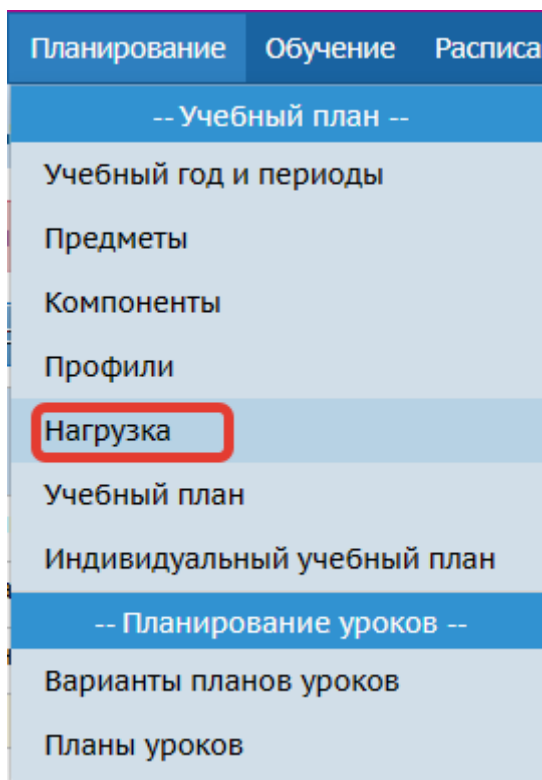 Планирование Обучение Расписа
-- Учебный план --
Учебный год и периоды
Предметы
Компоненты
Профили
Нагрузка
Учебный план
Индивидуальный учебный план
-- Планирование уроков --
Варианты планов уроков
Планы уроков